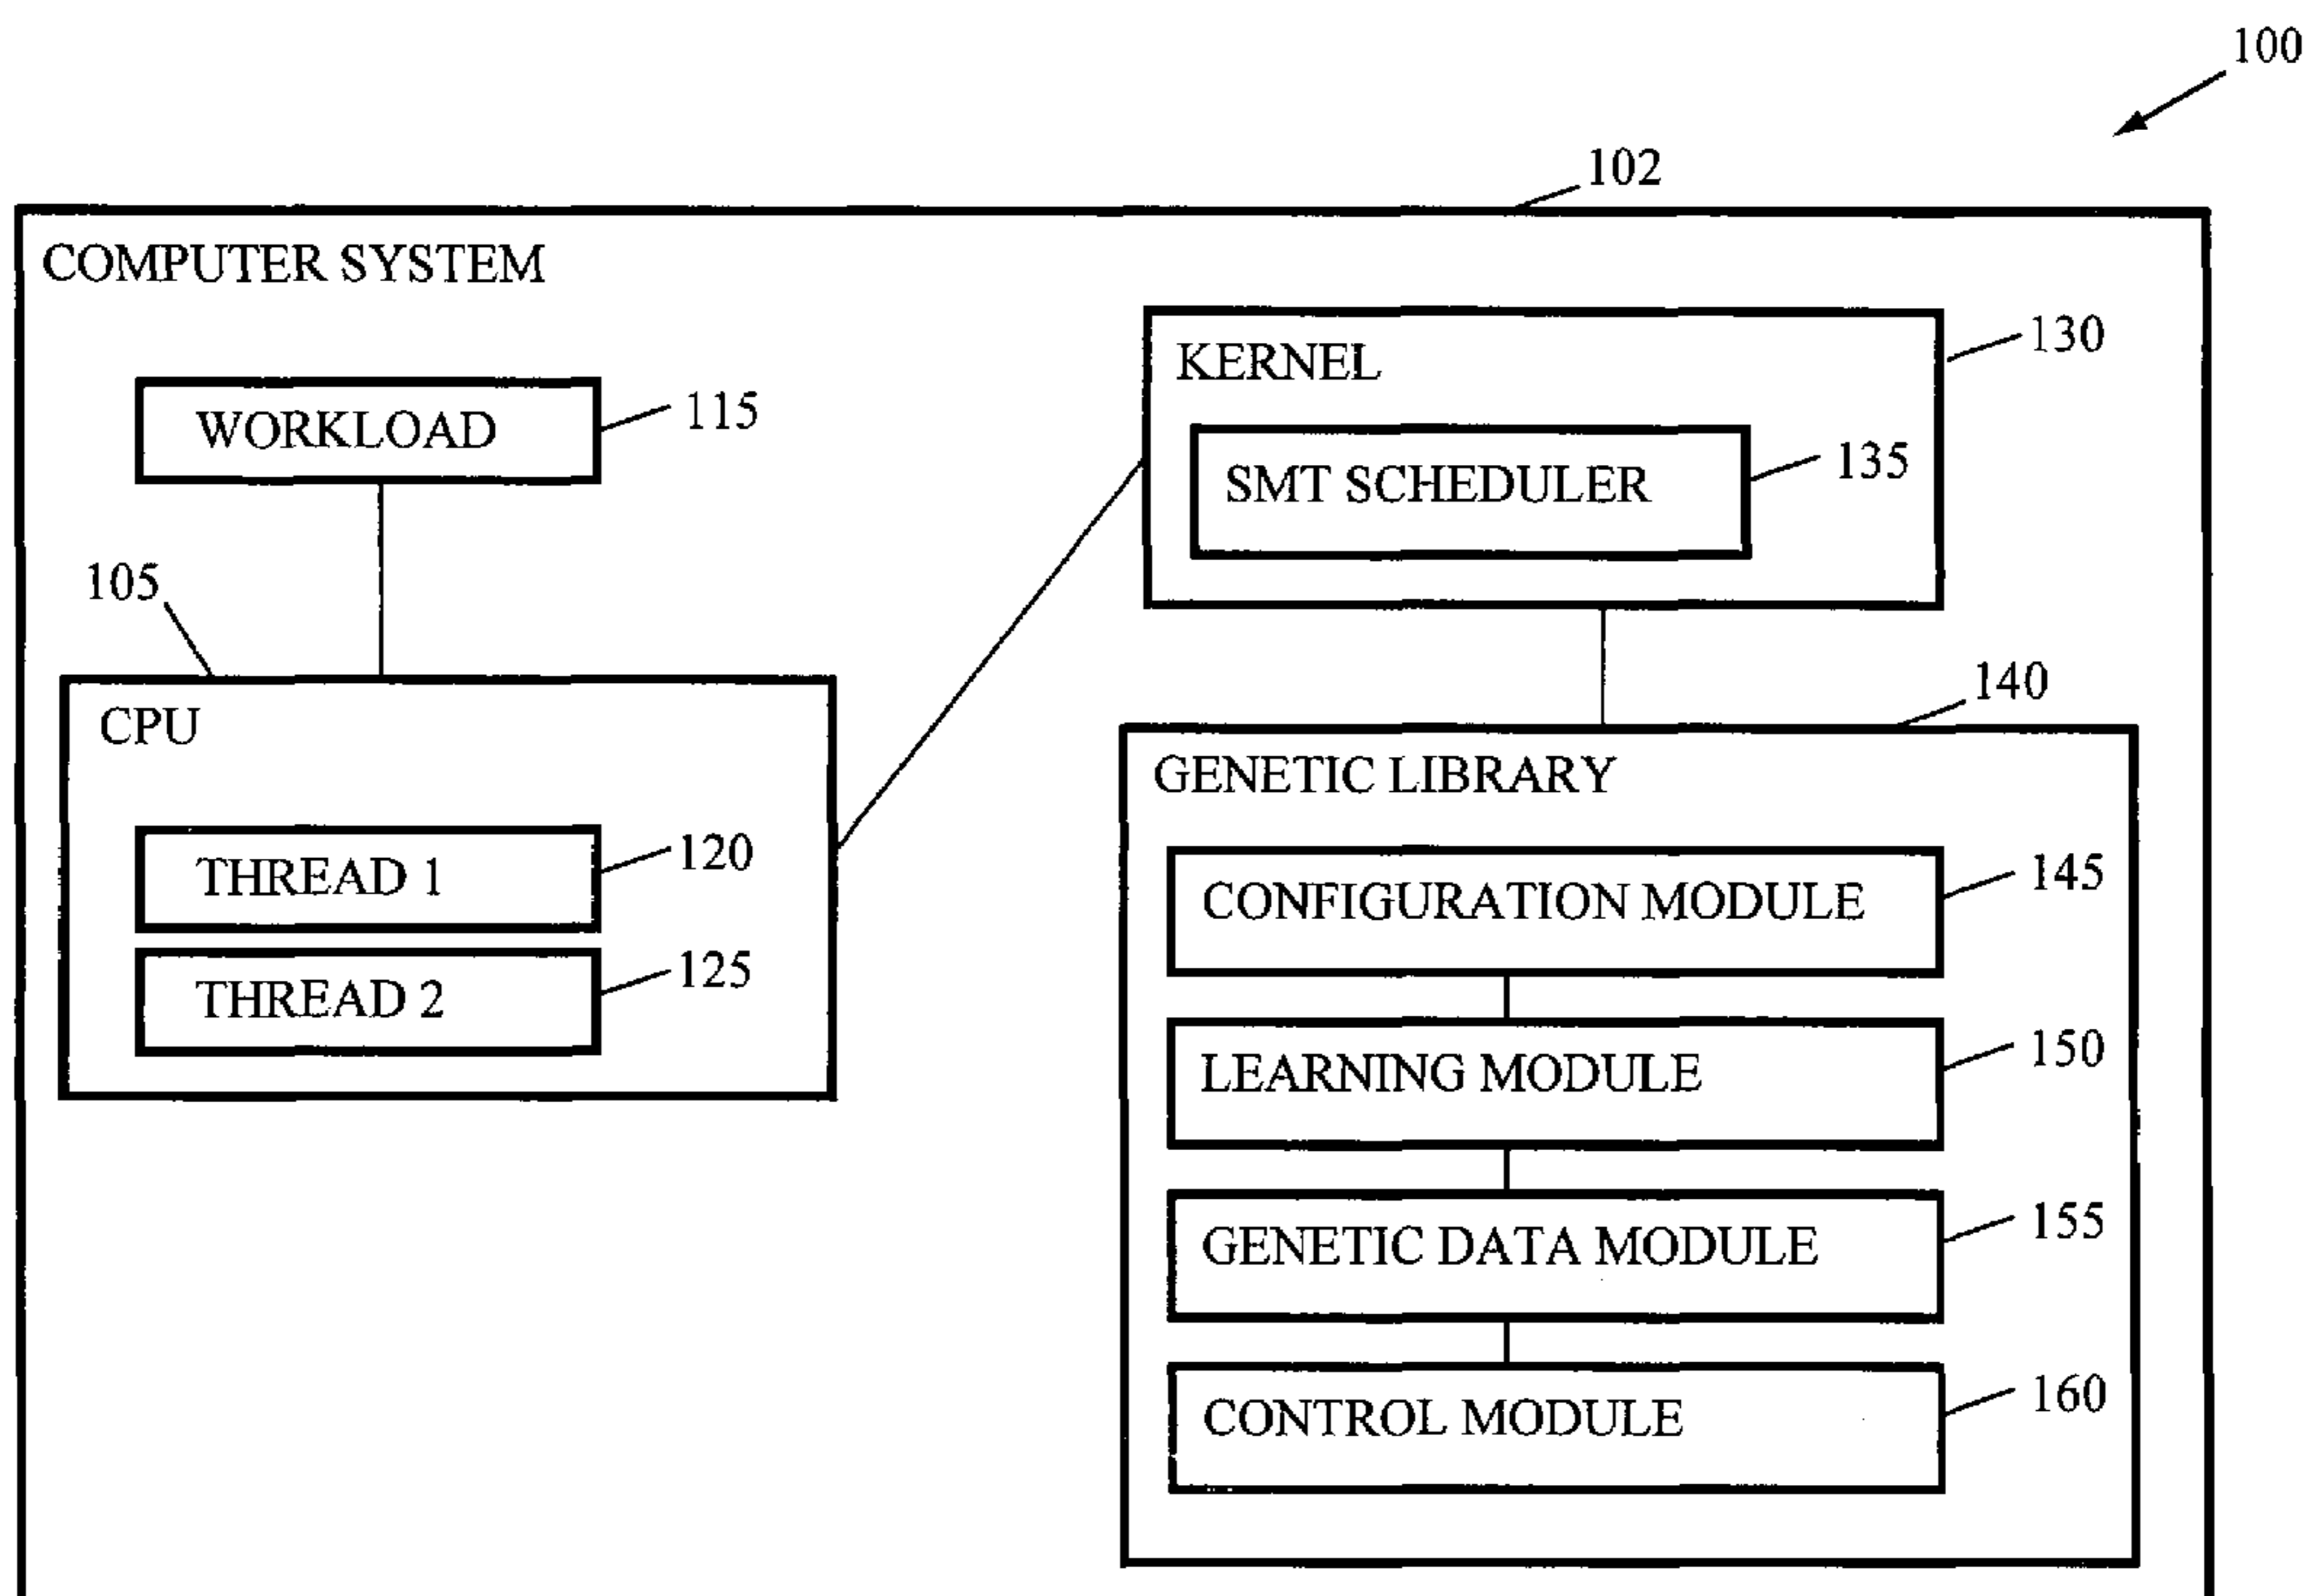 100
102
COMPUTER SYSTEM
130
KERNEL
WORKLOAD
115
SMT SCHEDULER
135
105
CPU
140
GENETIC LIBRARY
THREAD 1
120
CONFIGURATION MODULE
145
THREAD 2
125
LEARNING MODULE
150
GENETIC DATA MODULE
155
CONTROL MODULE
160